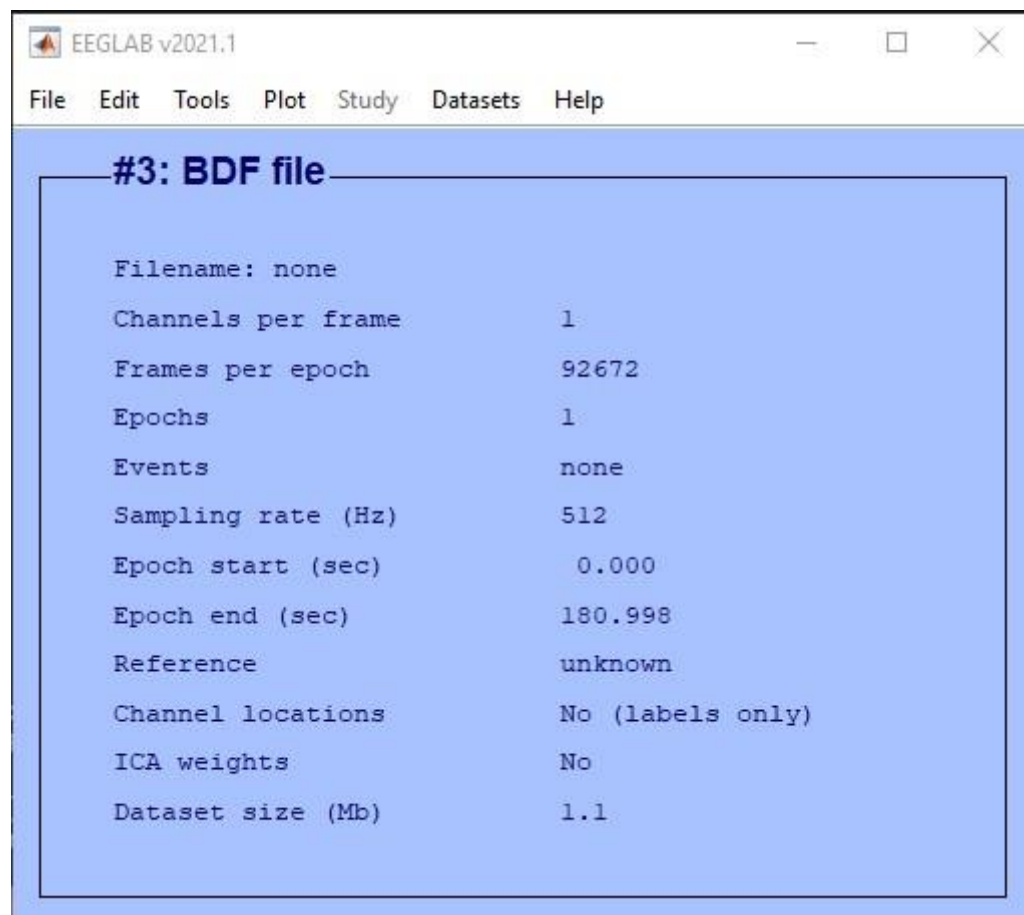 EEGLAB v2021.1
File Edit Tools Plot Study Datasets Help
#3: BDF file
Filename: none
Channels per frame 1
Frames per epoch 92672
Epochs 1
Events none
Sampling rate (Hz) 512
Epoch start (sec) 0.000
Epoch end (sec) 180.998
Reference unknown
Channel locations No (labels only)
ICA weights No
Dataset size (Mb) 1.1